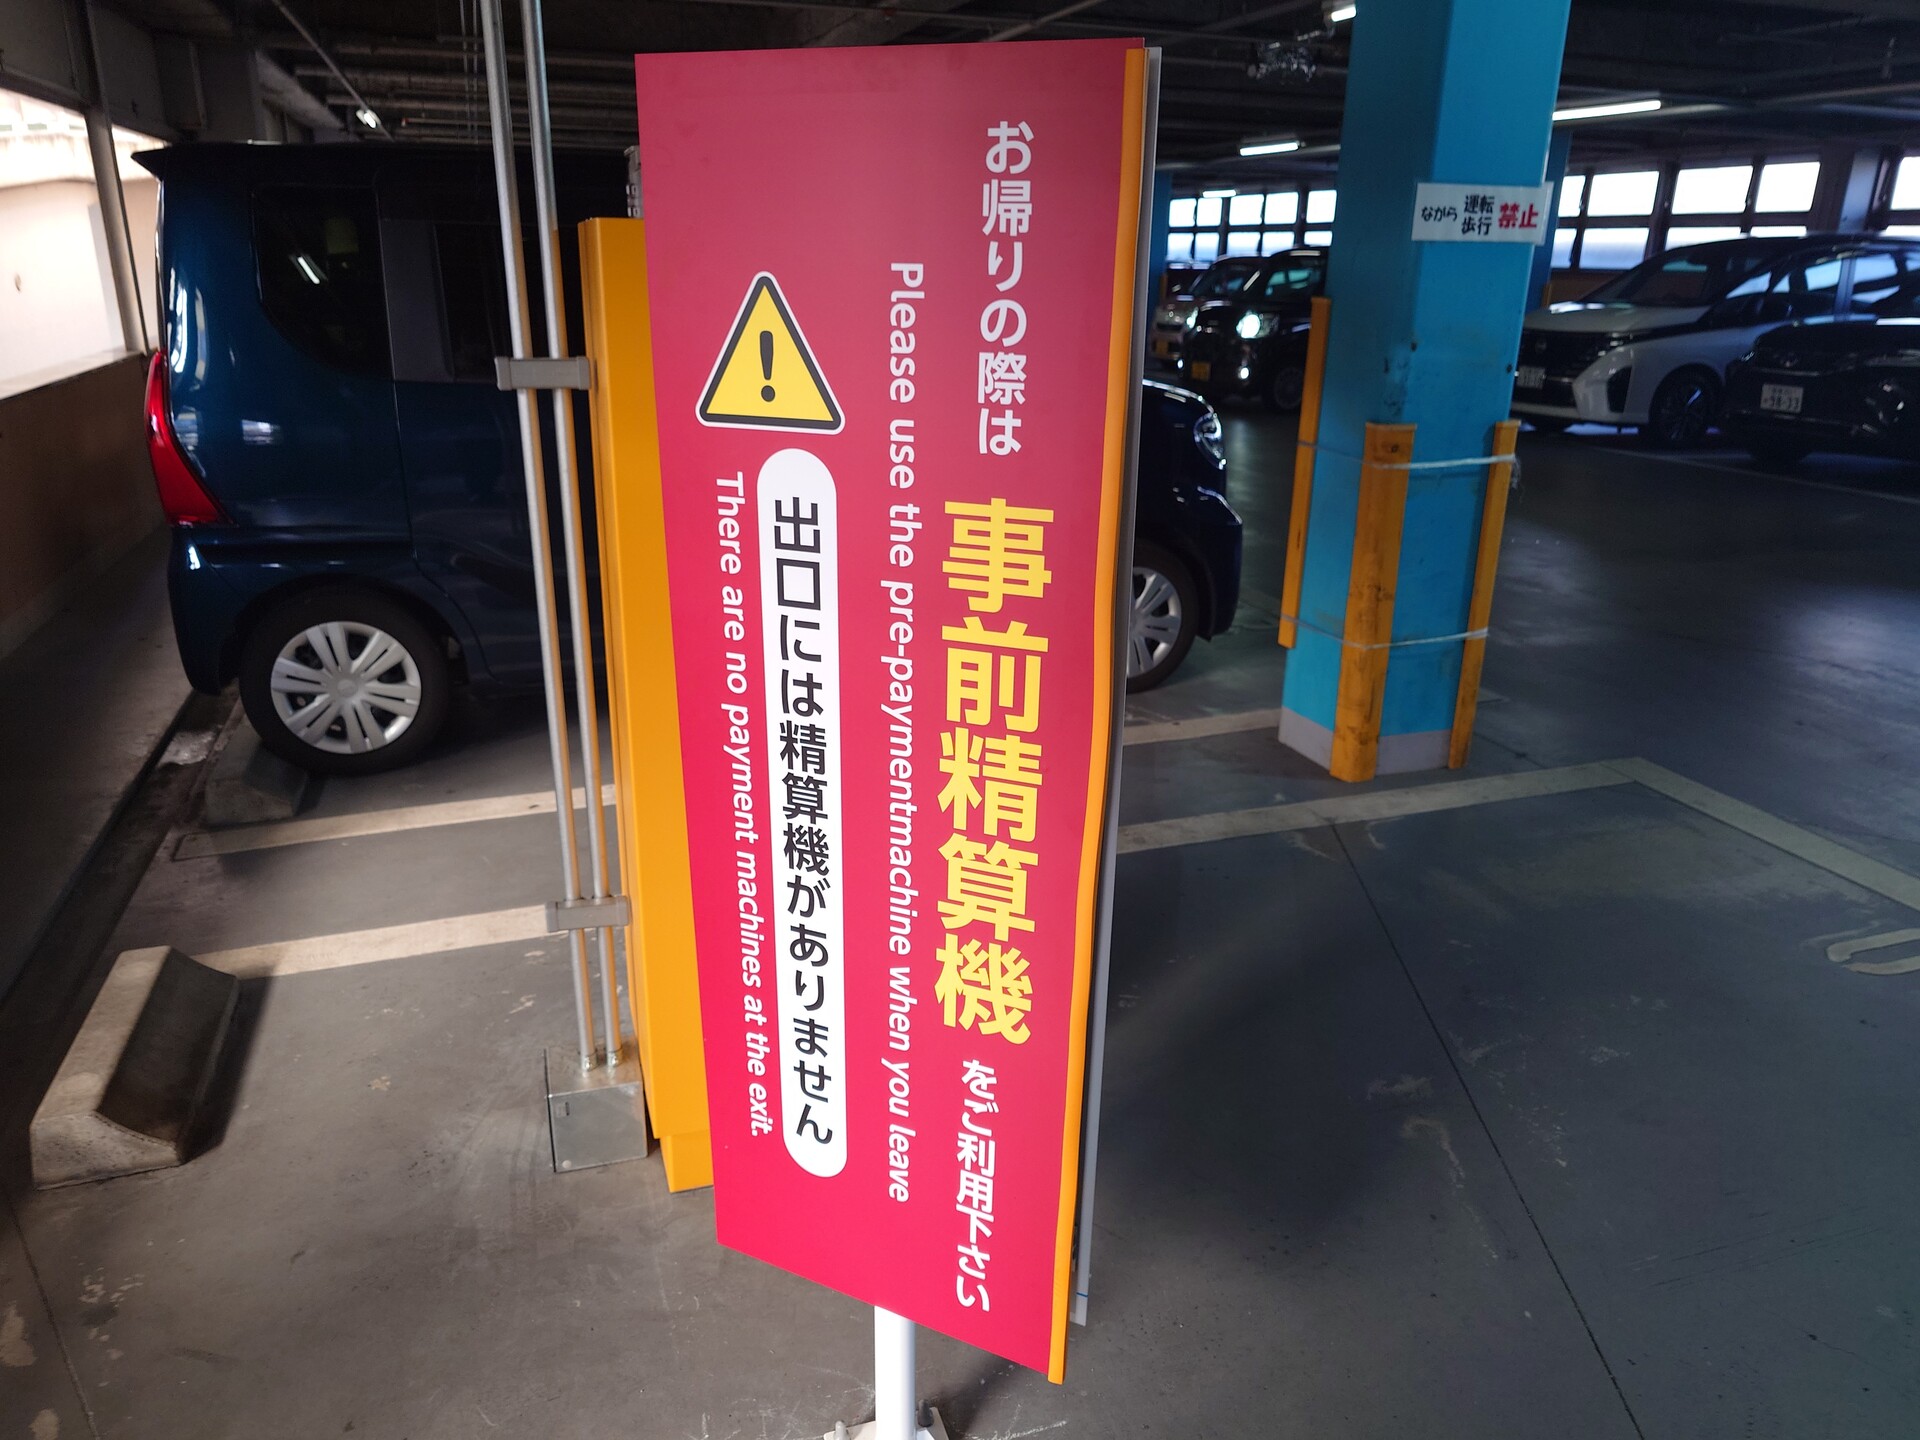 お帰りの際は 事前精算機 をご利用下さい
Please use the pre-paymentmachine when you leave
出口には精算機がありません
There are no payment machines at the exit.
ながら 運転 歩行 禁止